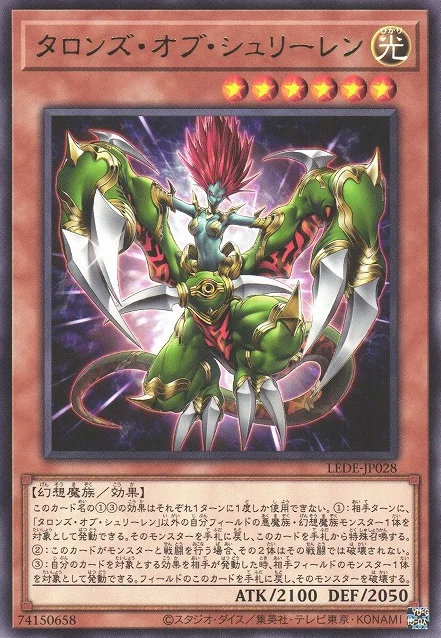 タロンズ・オブ・シュリーレン
光
LEDE-JP028
【幻想魔族／効果】
このカード名の①③の効果はそれぞれ1ターンに1度しか使用できない。①：相手ターンに、
「タロンズ・オブ・シュリーレン」以外の自分フィールドの悪魔族・幻想魔族モンスター1体を
対象として発動できる。そのモンスターを手札に戻し、このカードを手札から特殊召喚する。
②：このカードがモンスターと戦闘を行う場合、その2体はその戦闘では破壊されない。
③：自分のカードを対象とする効果を相手が発動した時、相手フィールドのモンスター1体
を対象として発動できる。フィールドのこのカードを手札に戻し、そのモンスターを破壊する。
ATK/2100 DEF/2050
74150658
©スタジオ・ダイス／集英社・テレビ東京・KONAMI